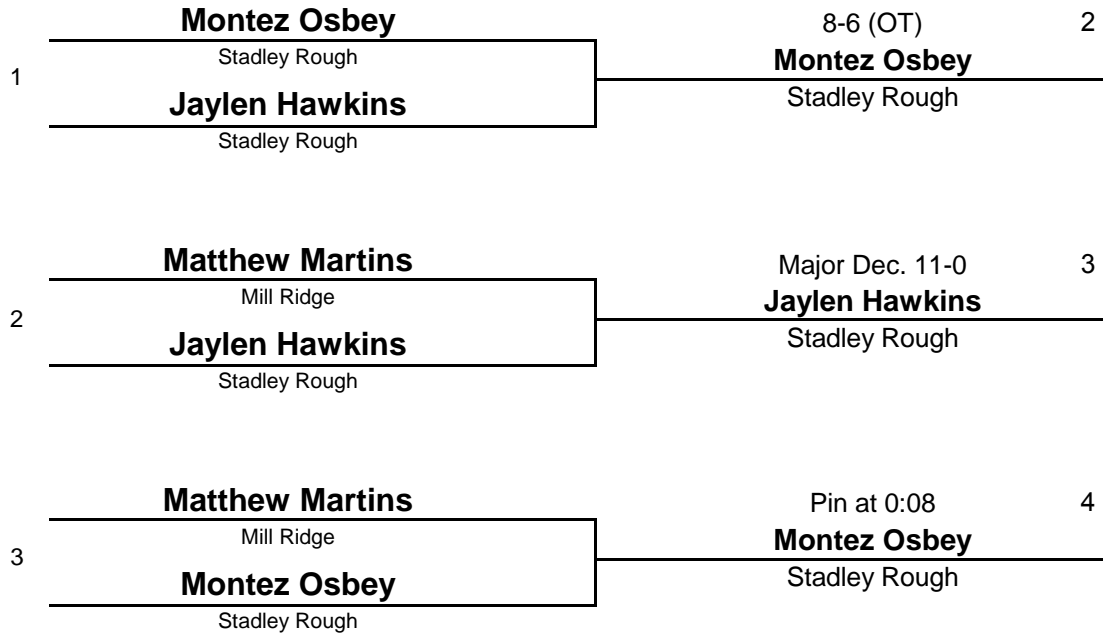 Montez Osbey
Stadley Rough
1
Jaylen Hawkins
Stadley Rough
8-6 (OT) 2
Montez Osbey
Stadley Rough
Matthew Martins
Mill Ridge
2
Jaylen Hawkins
Stadley Rough
Major Dec. 11-0 3
Jaylen Hawkins
Stadley Rough
Matthew Martins
Mill Ridge
3
Montez Osbey
Stadley Rough
Pin at 0:08 4
Montez Osbey
Stadley Rough